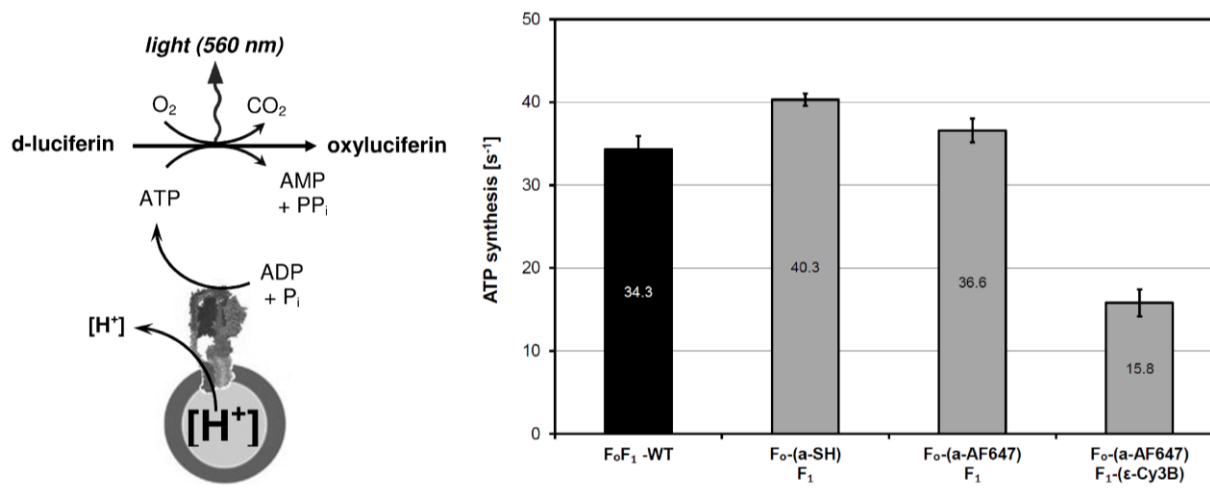 light (560 nm)
O₂
CO₂
d-luciferin
oxyluciferin
ATP
AMP
+ PPᵢ
ADP
+ Pᵢ
[H⁺]
[H⁺]
ATP synthesis [s⁻¹]
50
40
30
20
10
0
34.3
40.3
36.6
15.8
FₒF₁ -WT
Fₒ-(a-SH)
F₁
Fₒ-(a-AF647)
F₁
Fₒ-(a-AF647)
F₁-(ε-Cy3B)